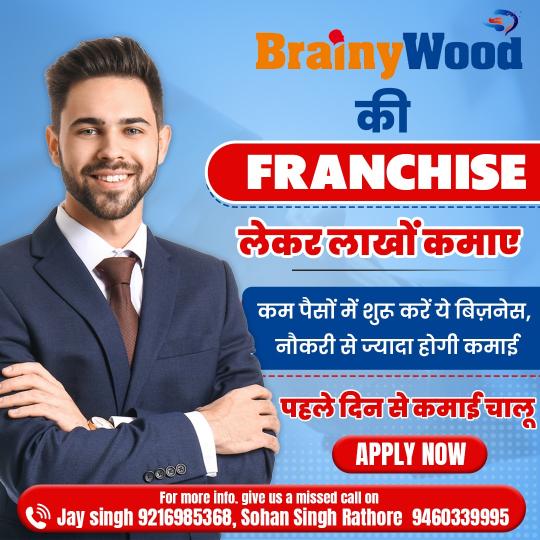 BrainyWood
की
FRANCHISE
लेकर लाखों कमाए
कम पैसों में शुरू करें ये बिज़नेस,
नौकरी से ज्यादा होगी कमाई
पहले दिन से कमाई चालू
APPLY NOW
For more info. give us a missed call on
Jay singh 9216985368, Sohan Singh Rathore 9460339995